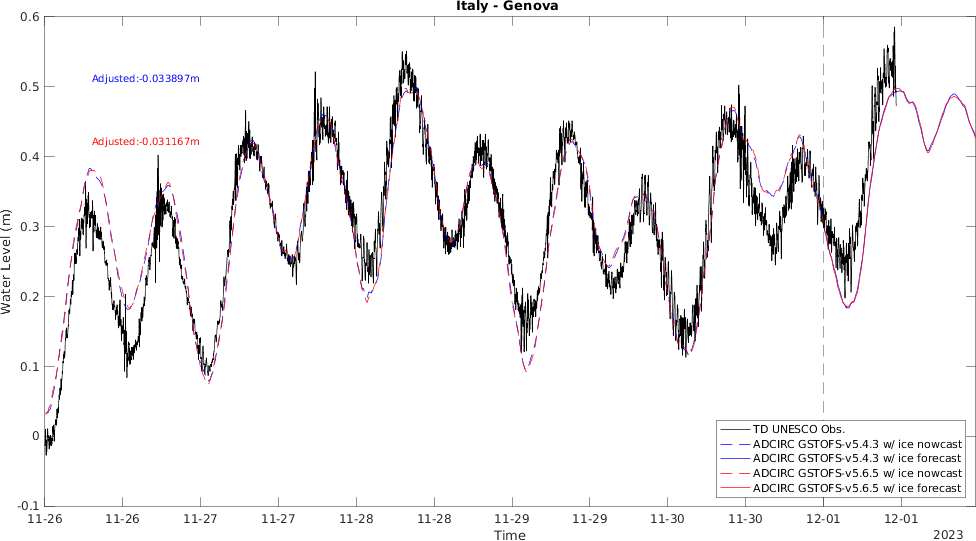 Italy - Genova
0.6
0.5
0.4
0.3
0.2
0.1
0
-0.1
Water Level (m)
Adjusted:-0.033897m
Adjusted:-0.031167m
TD UNESCO Obs.
ADCIRC GSTOFS-v5.4.3 w/ ice nowcast
ADCIRC GSTOFS-v5.4.3 w/ ice forecast
ADCIRC GSTOFS-v5.6.5 w/ ice nowcast
ADCIRC GSTOFS-v5.6.5 w/ ice forecast
11-26 11-26 11-27 11-27 11-28 11-28 11-29 11-29 11-30 11-30 12-01 12-01
Time
2023